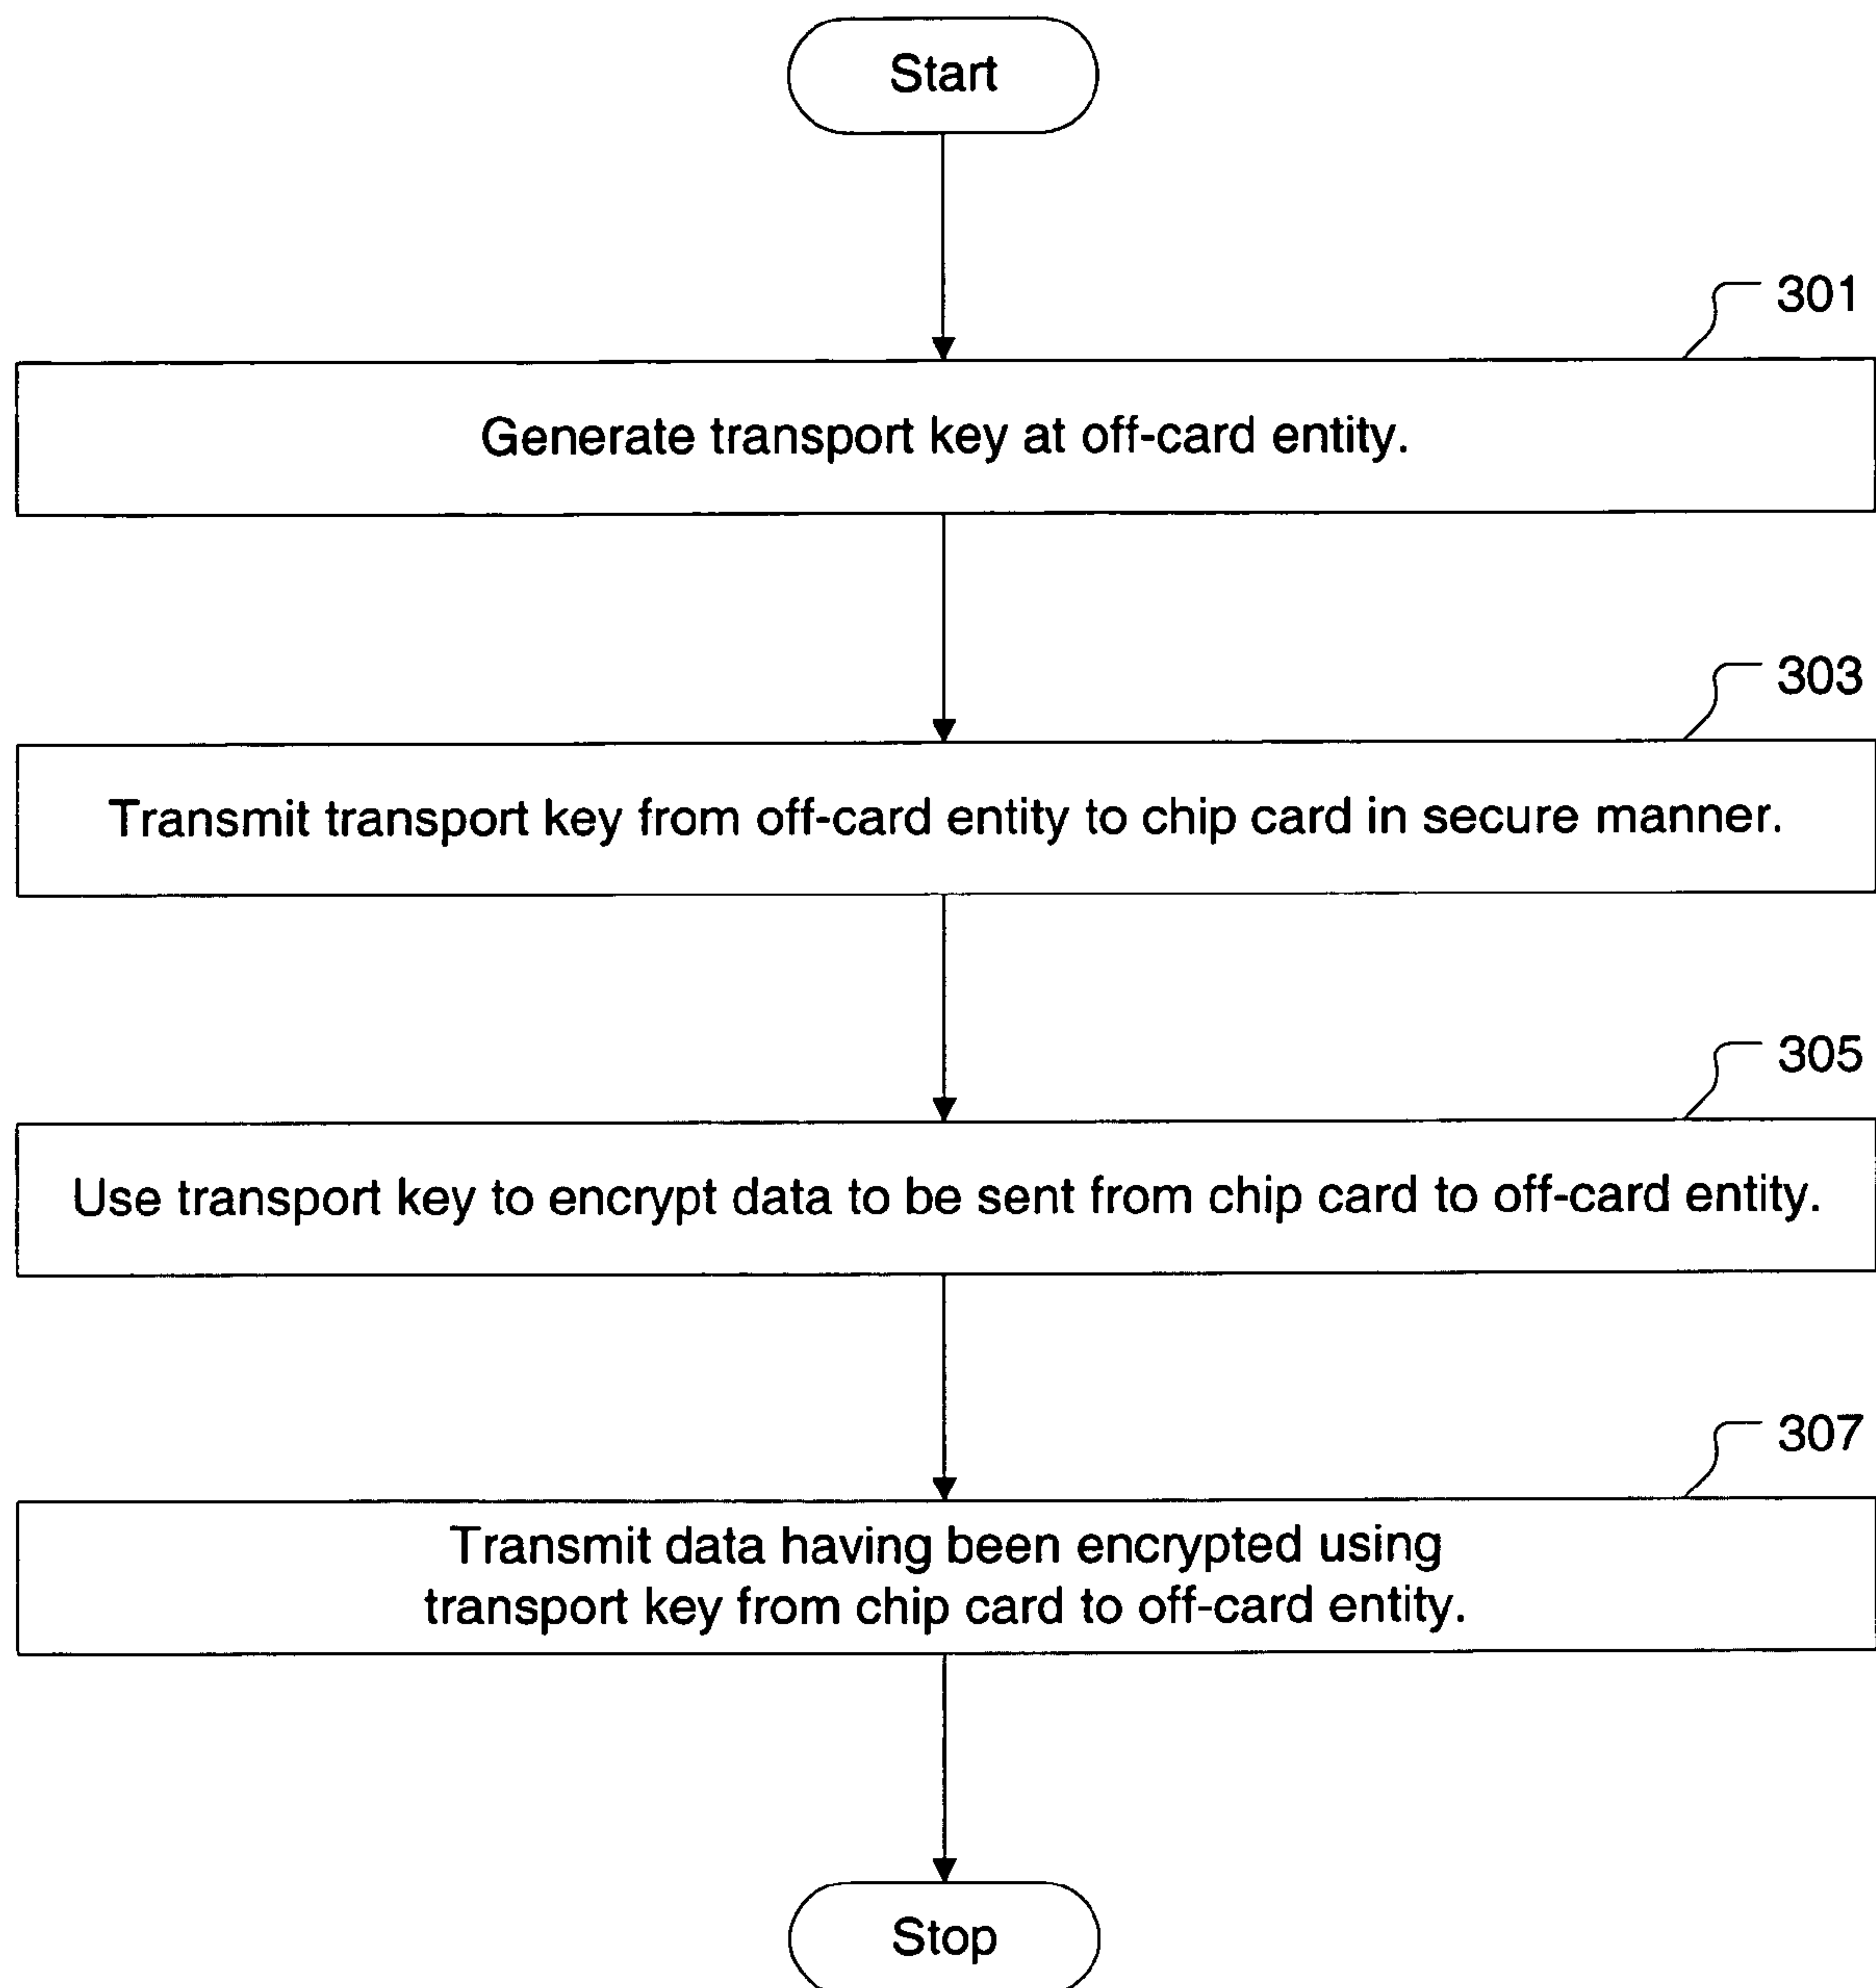 Start
301
Generate transport key at off-card entity.
303
Transmit transport key from off-card entity to chip card in secure manner.
305
Use transport key to encrypt data to be sent from chip card to off-card entity.
307
Transmit data having been encrypted using
transport key from chip card to off-card entity.
Stop